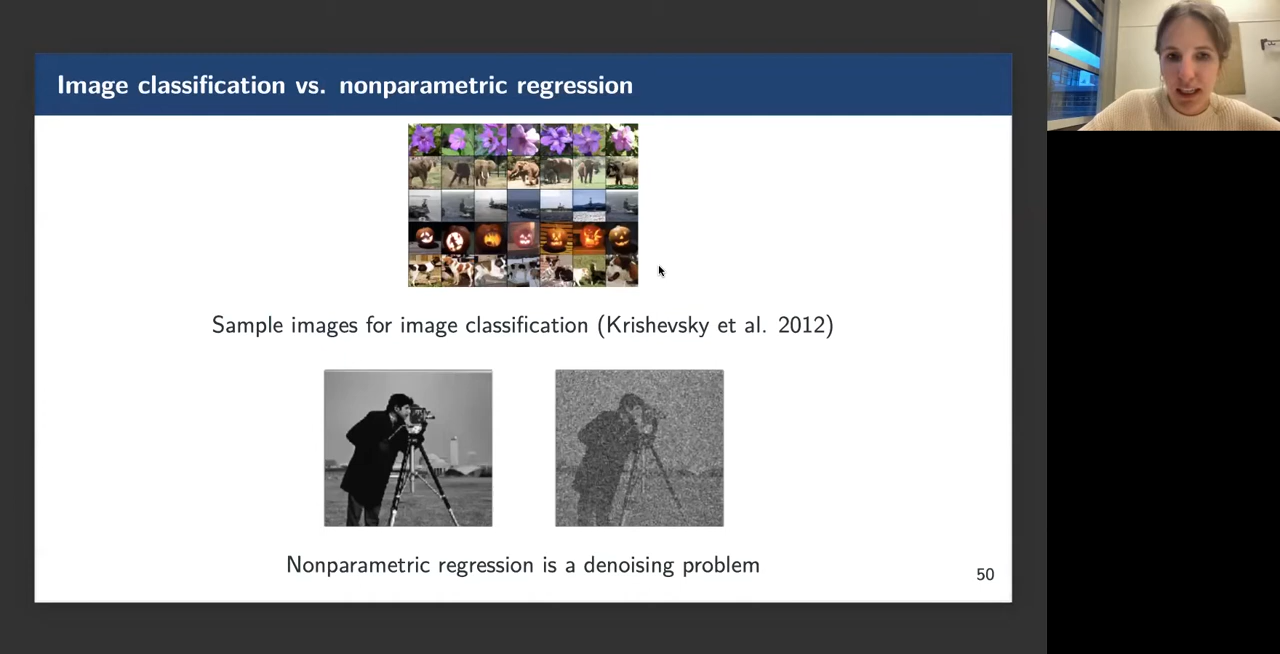 Image classification vs. nonparametric regression
Sample images for image classification (Krishevsky et al. 2012)
Nonparametric regression is a denoising problem
50